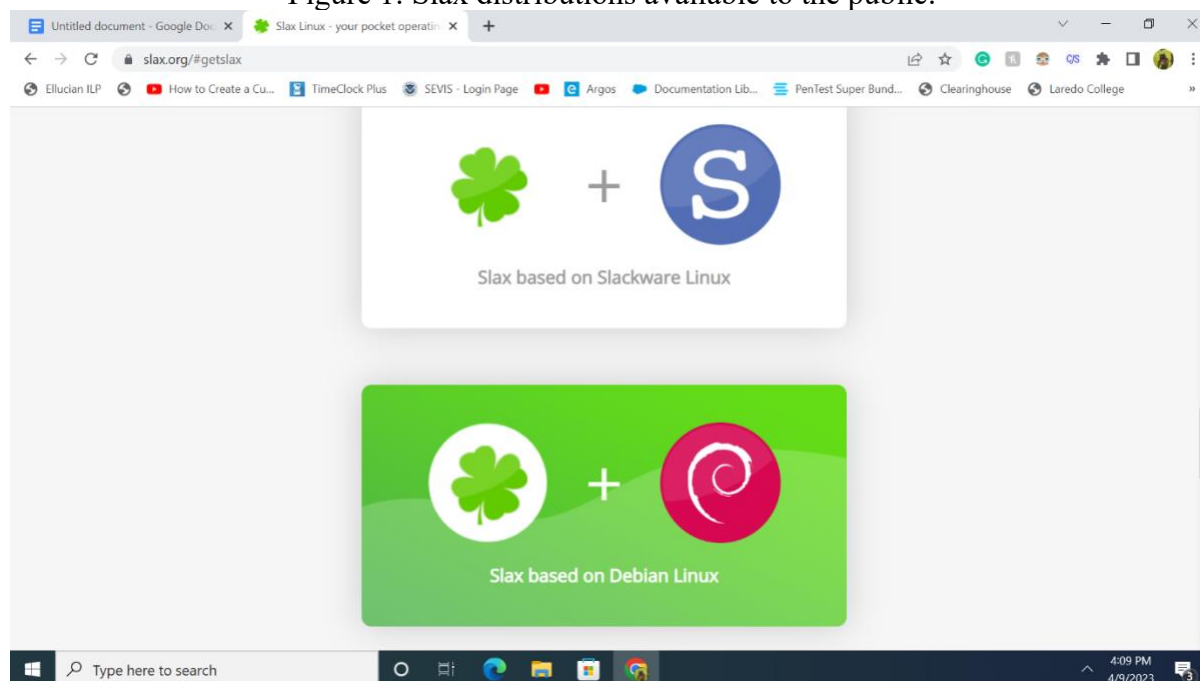 Figure 1. Slax distributions available to the public.
Untitled document - Google Doc
Slax Linux - your pocket operatin
slax.org/#getslax
Ellucian ILP
How to Create a Cu...
TimeClock Plus
SEVIS - Login Page
Argos
Documentation Lib...
PenTest Super Bund...
Clearinghouse
Laredo College
»
S
Slax based on Slackware Linux
Slax based on Debian Linux
Type here to search
4:09 PM
4/9/2023